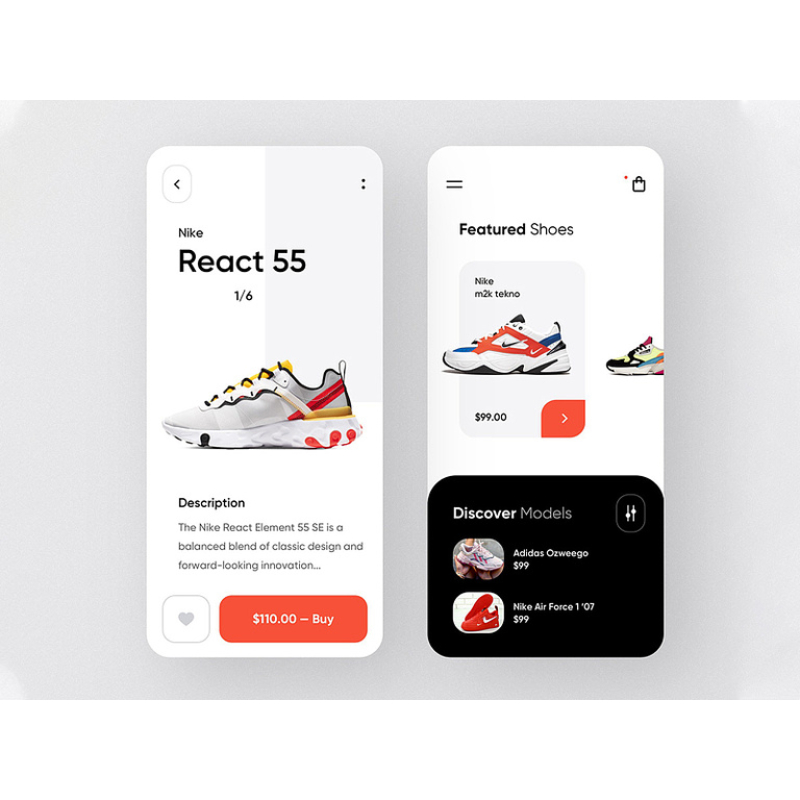 Nike
React 55
1/6
Description
The Nike React Element 55 SE is a
balanced blend of classic design and
forward-looking innovation...
$110.00 — Buy
Featured Shoes
Nike
m2k tekno
$99.00
Discover Models
Adidas Ozweego
$99
Nike Air Force 1 '07
$99